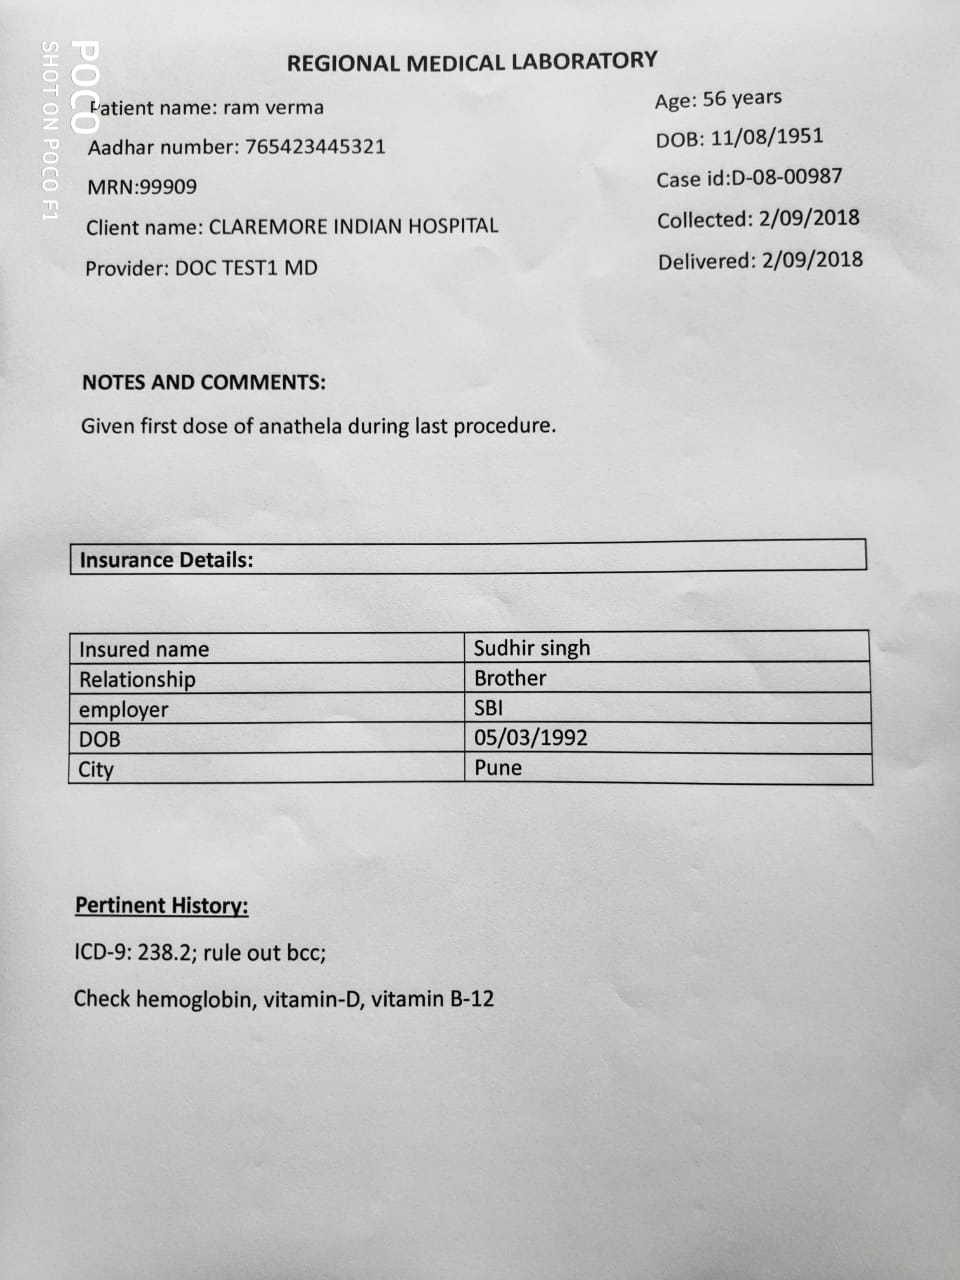 REGIONAL MEDICAL LABORATORY
Patient name: ram verma
Age: 56 years
Aadhar number: 765423445321
DOB: 11/08/1951
MRN:99909
Case id:D-08-00987
Client name: CLAREMORE INDIAN HOSPITAL
Collected: 2/09/2018
Provider: DOC TEST1 MD
Delivered: 2/09/2018
NOTES AND COMMENTS:
Given first dose of anathela during last procedure.
Insurance Details:
Insured name Sudhir singh
Relationship Brother
employer SBI
DOB 05/03/1992
City Pune
Pertinent History:
ICD-9: 238.2; rule out bcc;
Check hemoglobin, vitamin-D, vitamin B-12
POCO
SHOT ON POCO F1